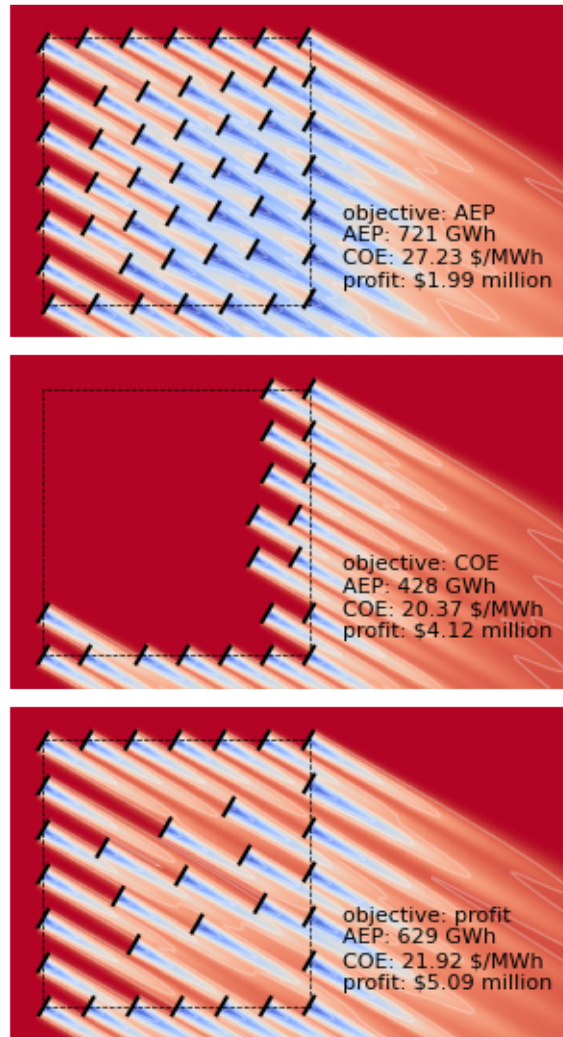 objective: AEP
AEP: 721 GWh
COE: 27.23 $/MWh
profit: $1.99 million
objective: COE
AEP: 428 GWh
COE: 20.37 $/MWh
profit: $4.12 million
objective: profit
AEP: 629 GWh
COE: 21.92 $/MWh
profit: $5.09 million